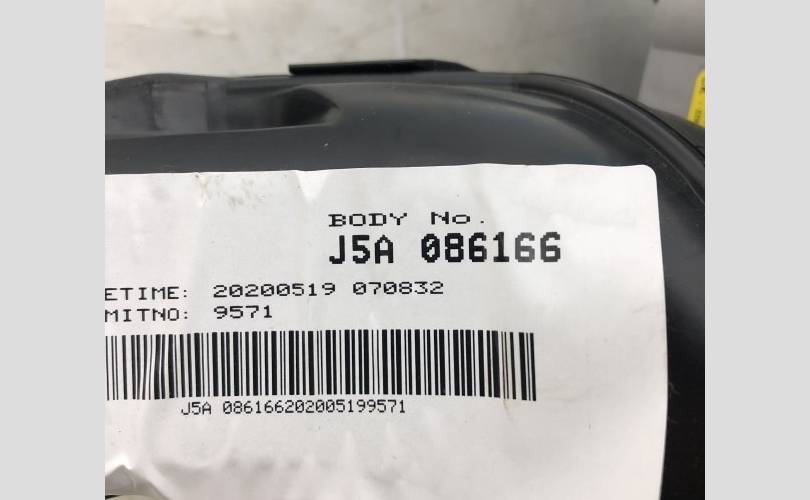 BODY No.
J5A 086166
ETIME: 20200519 070832
MITNO: 9571
J5A 086166202005199571